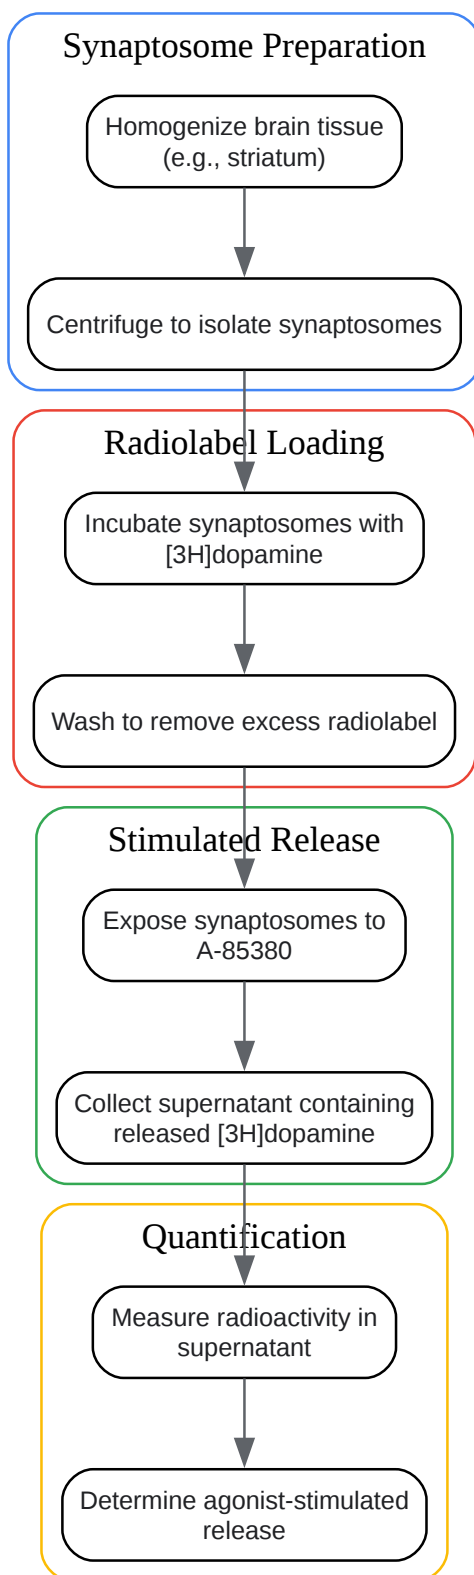 Synaptosome Preparation
Homogenize brain tissue
(e.g., striatum)
Centrifuge to isolate synaptosomes
Radiolabel Loading
Incubate synaptosomes with
[3H]dopamine
Wash to remove excess radiolabel
Stimulated Release
Expose synaptosomes to
A-85380
Collect supernatant containing
released [3H]dopamine
Quantification
Measure radioactivity in
supernatant
Determine agonist-stimulated
release